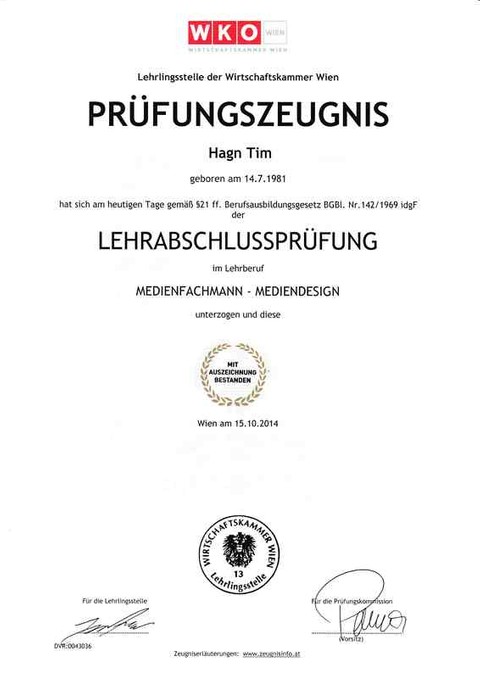 WKO WIEN
WIRTSCHAFTSKAMMER WIEN
Lehrlingsstelle der Wirtschaftskammer Wien
PRÜFUNGSZEUGNIS
Hagn Tim
geboren am 14.7.1981
hat sich am heutigen Tage gemäß §21 ff. Berufsausbildungsgesetz BGBl. Nr.142/1969 idgF
der
LEHRABSCHLUSSPRÜFUNG
im Lehrberuf
MEDIENFACHMANN - MEDIENDESIGN
unterzogen und diese
MIT
AUSZEICHNUNG
BESTANDEN
Wien am 15.10.2014
WIRTSCHAFTSKAMMER WIEN
13
Lehrlingsstelle
Für die Lehrlingsstelle
Für die Prüfungskommission
(Vorsitz)
DVR:0043036
Zeugniserläuterungen: www.zeugnisinfo.at